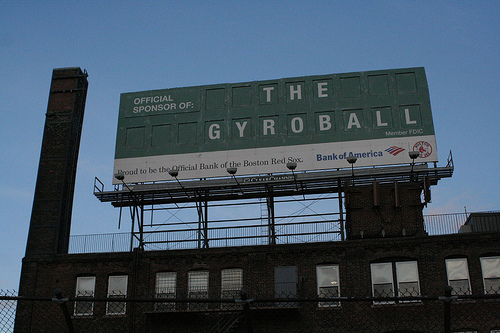 OFFICIAL
SPONSOR OF:
THE
GYROBALL
Member FDIC
Proud to be the Official Bank of the Boston Red Sox.
Bank of America